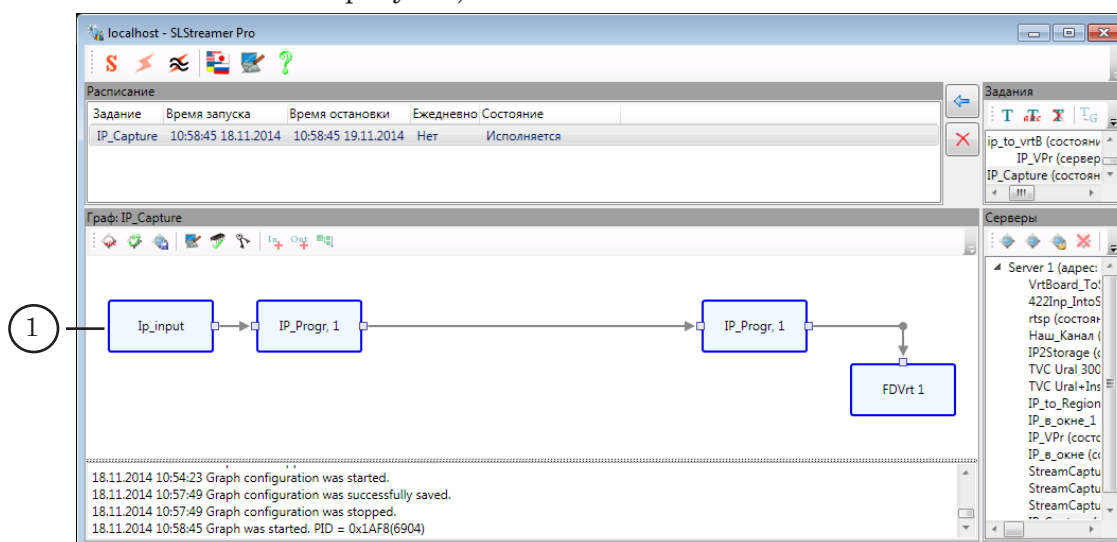 localhost - SLStreamer Pro
Расписание
Задание Время запуска Время остановки Ежедневно Состояние
IP_Capture 10:58:45 18.11.2014 10:58:45 19.11.2014 Нет Исполняется
Задания
ip_to_vrtB (состояни
IP_VPr (сервер
IP_Capture (состоян
Граф: IP_Capture
1
Ip_input
IP_Progr, 1
IP_Progr, 1
FDVrt 1
Серверы
Server 1 (адрес:
VrtBoard_To
422Inp_IntoS
rtsp (состоян
Наш_Канал (
IP2Storage (
TVC Ural 300
TVC Ural+Ins
IP_to_Region
IP_в_окне_1
IP_VPr (состо
IP_в_окне (со
StreamCaptu
StreamCaptu
StreamCaptu
18.11.2014 10:54:23 Graph configuration was started.
18.11.2014 10:57:49 Graph configuration was successfully saved.
18.11.2014 10:57:49 Graph configuration was stopped.
18.11.2014 10:58:45 Graph was started. PID = 0x1AF8(6904)